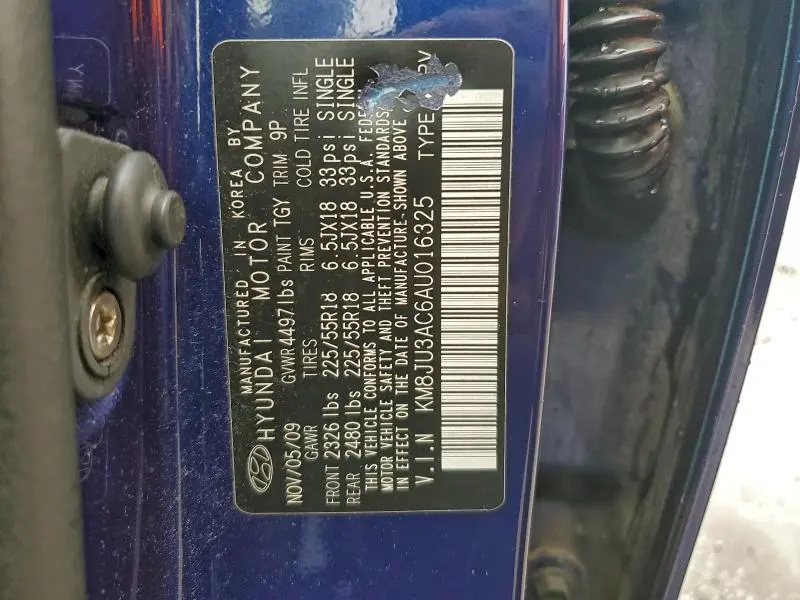 MANUFACTURED IN KOREA BY
HYUNDAI MOTOR COMPANY
NOV/05/09 GVWR 4497 lbs PAINT TGY TRIM 9P
GAWR TIRES RIMS COLD TIRE INFL
FRONT 2326 lbs 225/55R18 6.5JX18 33psi SINGLE
REAR 2480 lbs 225/55R18 6.5JX18 33psi SINGLE
THIS VEHICLE CONFORMS TO ALL APPLICABLE U.S.A. FEDE
MOTOR VEHICLE SAFETY AND THEFT PREVENTION STANDARDS
IN EFFECT ON THE DATE OF MANUFACTURE-SHOWN ABOVE
V.I.N KM8JU3AC6AU016325 TYPE PV